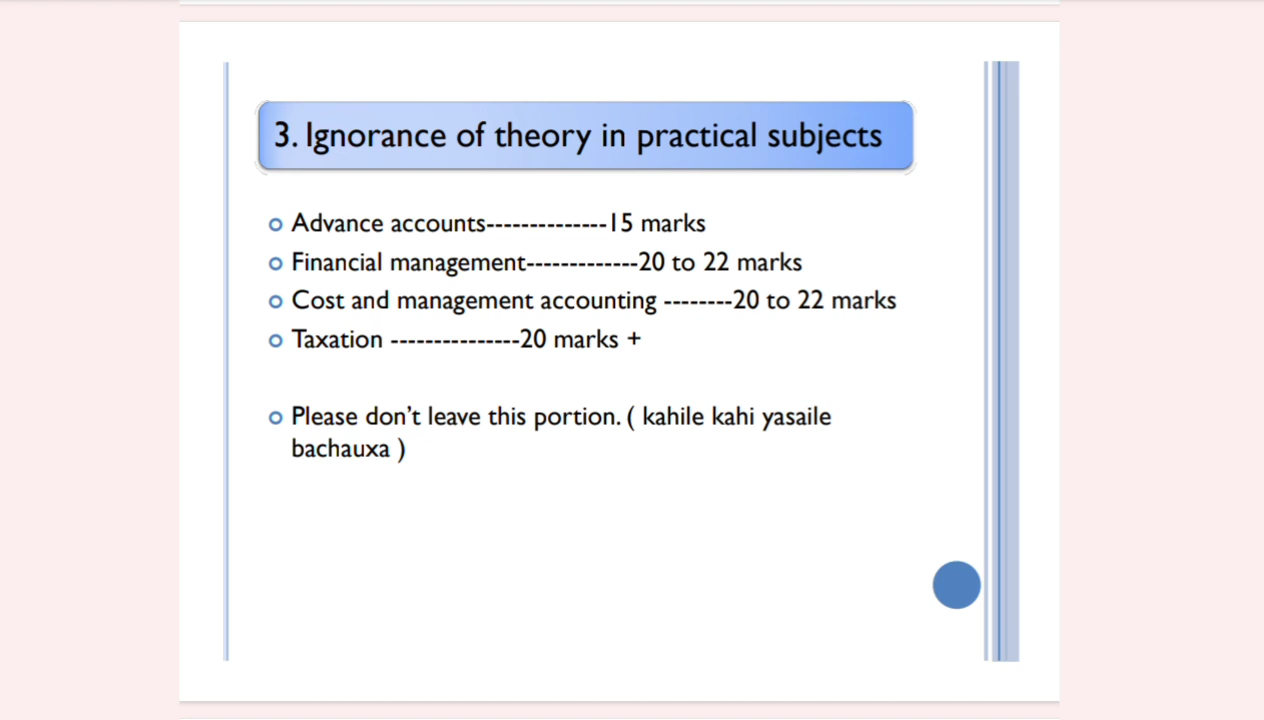 3. Ignorance of theory in practical subjects
Advance accounts--------------15 marks
Financial management-------------20 to 22 marks
Cost and management accounting --------20 to 22 marks
Taxation ---------------20 marks +
Please don’t leave this portion. ( kahile kahi yasaile
bachauxa )